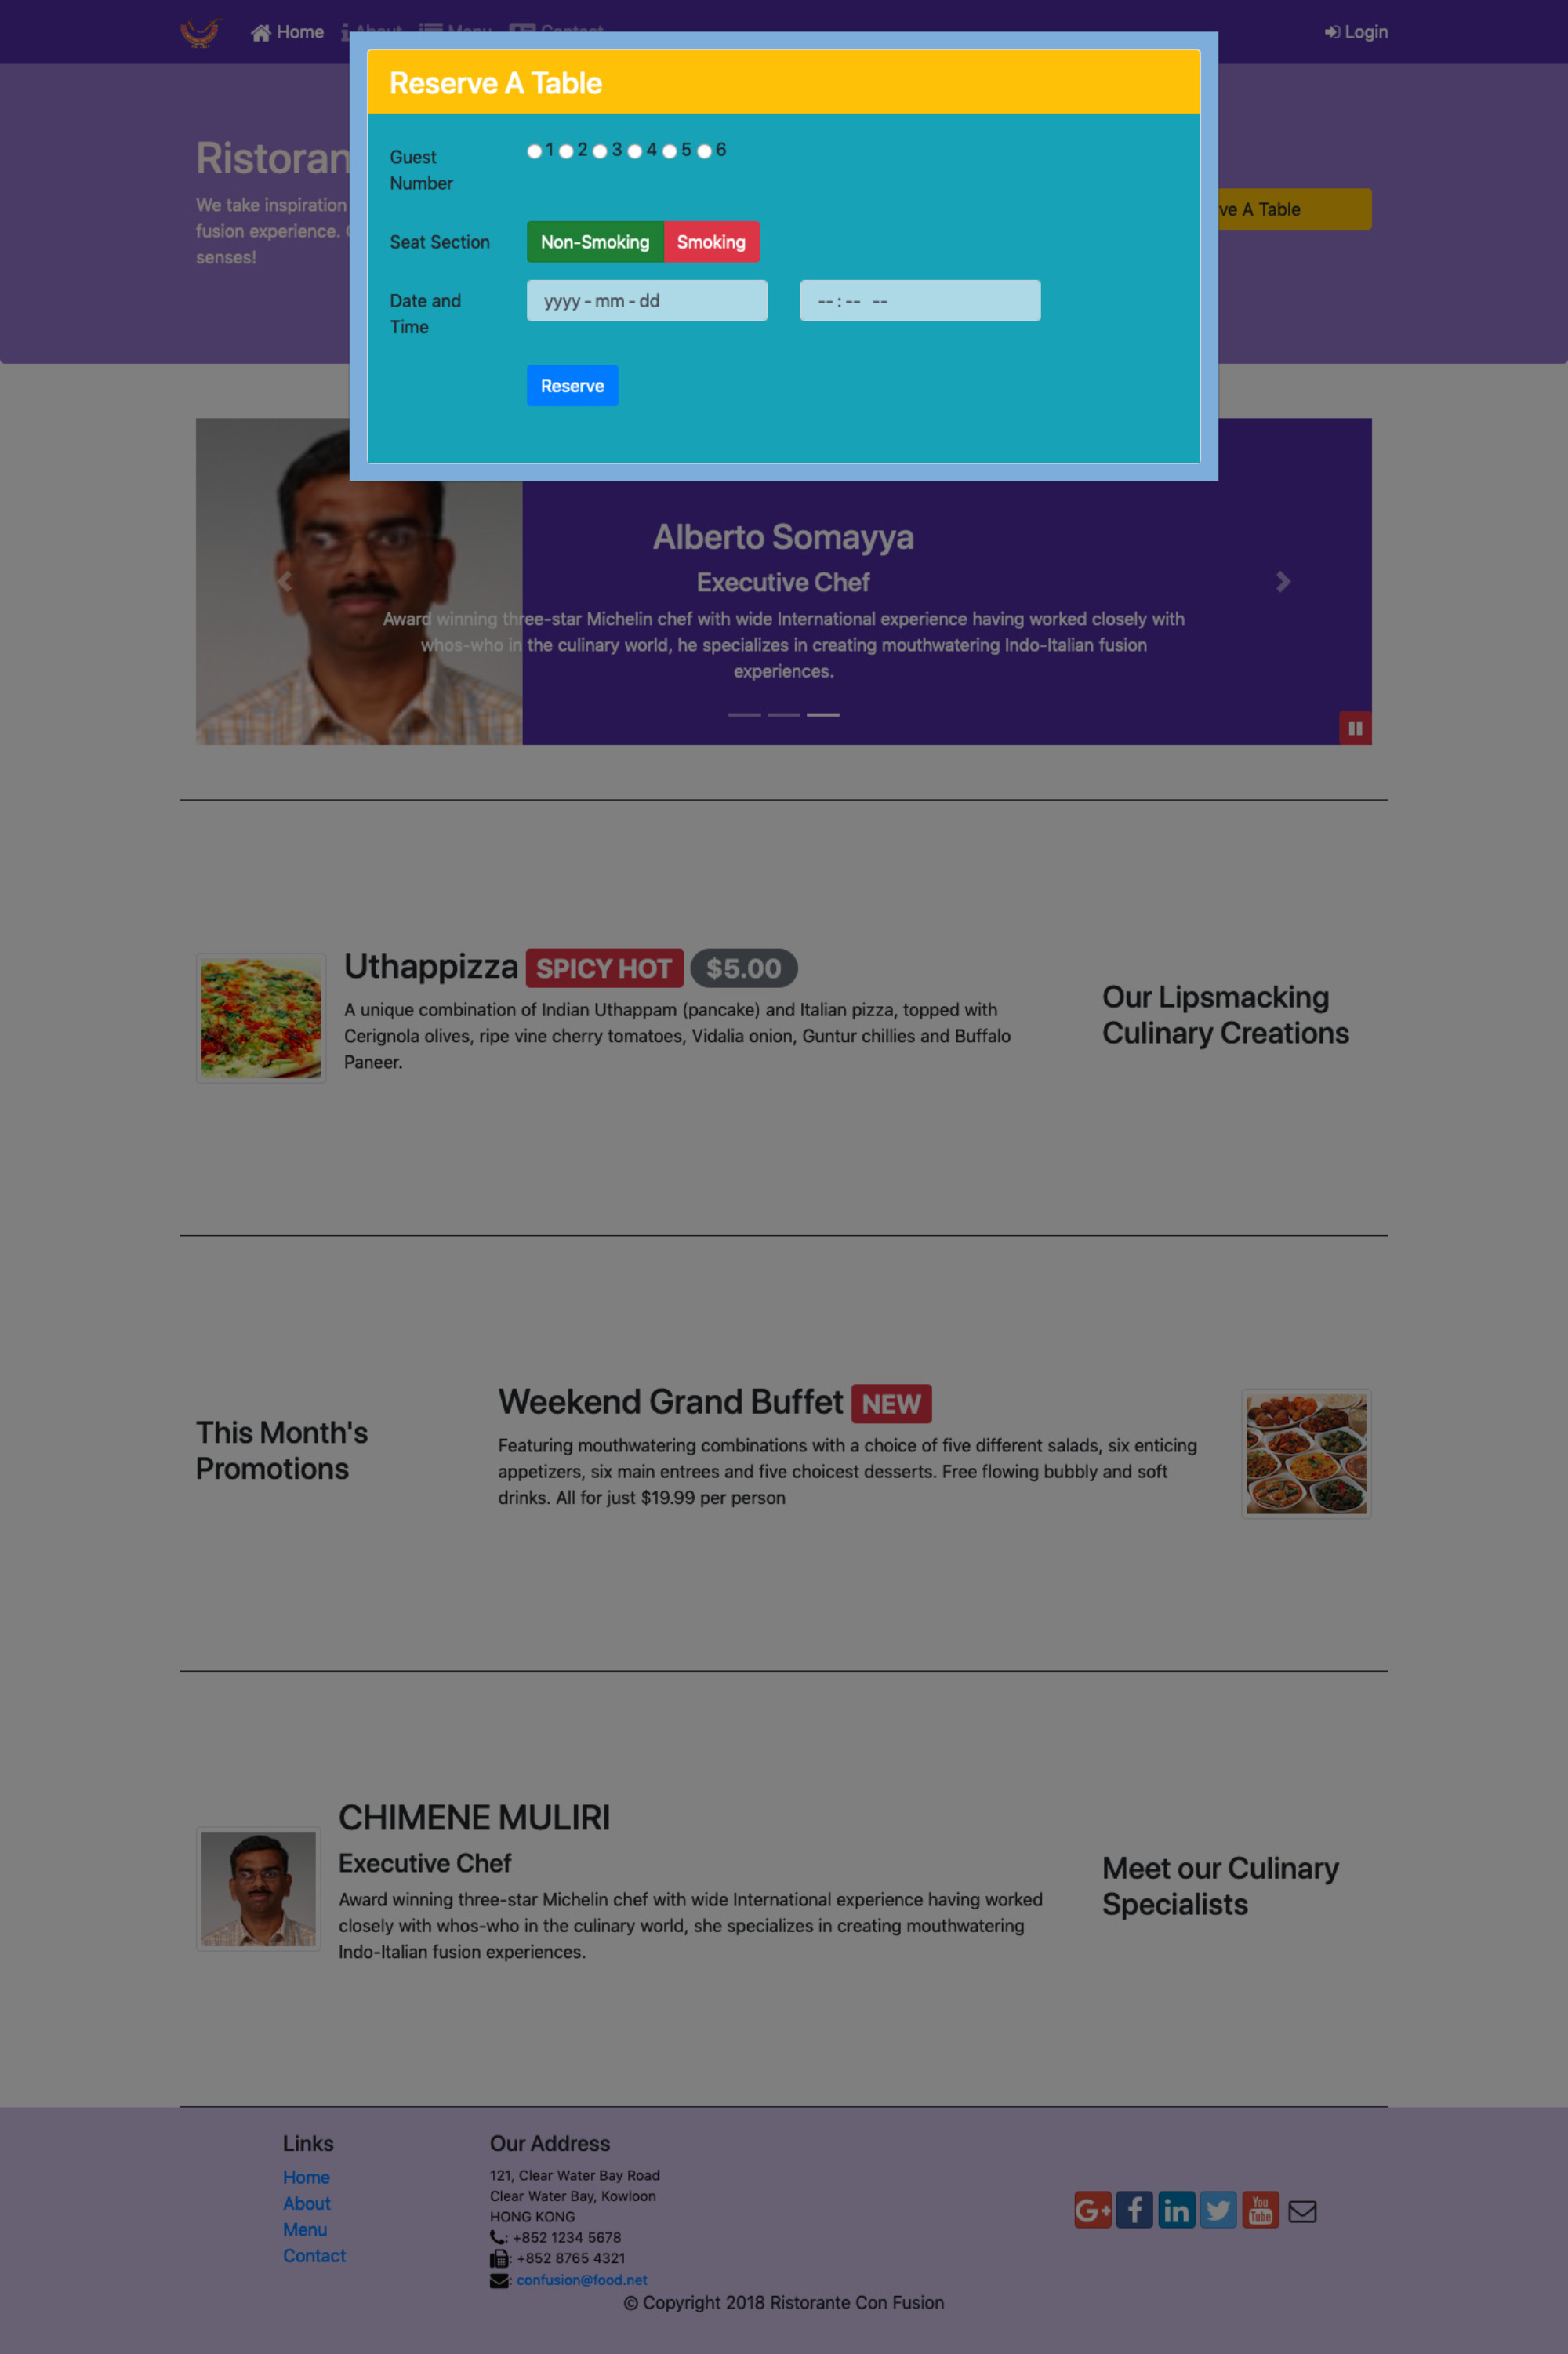 Home About Menu Contact Login
Reserve A Table
Guest
Number
1 2 3 4 5 6
Seat Section Non-Smoking Smoking
Date and
Time
yyyy - mm - dd --:-- --
Reserve
Ristoran
We take inspiration
fusion experience.
senses!
ve A Table
Alberto Somayya
Executive Chef
Award winning three-star Michelin chef with wide International experience having worked closely with
whos-who in the culinary world, he specializes in creating mouthwatering Indo-Italian fusion
experiences.
Uthappizza SPICY HOT $5.00
A unique combination of Indian Uthappam (pancake) and Italian pizza, topped with
Cerignola olives, ripe vine cherry tomatoes, Vidalia onion, Guntur chillies and Buffalo
Paneer.
Our Lipsmacking
Culinary Creations
This Month's
Promotions
Weekend Grand Buffet NEW
Featuring mouthwatering combinations with a choice of five different salads, six enticing
appetizers, six main entrees and five choicest desserts. Free flowing bubbly and soft
drinks. All for just $19.99 per person
CHIMENE MULIRI
Executive Chef
Award winning three-star Michelin chef with wide International experience having worked
closely with whos-who in the culinary world, she specializes in creating mouthwatering
Indo-Italian fusion experiences.
Meet our Culinary
Specialists
Links
Home
About
Menu
Contact
Our Address
121, Clear Water Bay Road
Clear Water Bay, Kowloon
HONG KONG
: +852 1234 5678
: +852 8765 4321
: confusion@food.net
G+ f in You Tube
© Copyright 2018 Ristorante Con Fusion